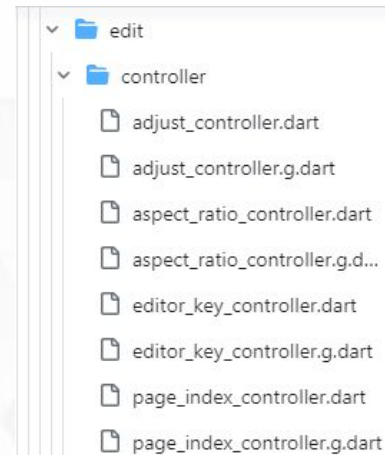 edit
controller
adjust_controller.dart
adjust_controller.g.dart
aspect_ratio_controller.dart
aspect_ratio_controller.g.d...
editor_key_controller.dart
editor_key_controller.g.dart
page_index_controller.dart
page_index_controller.g.dart